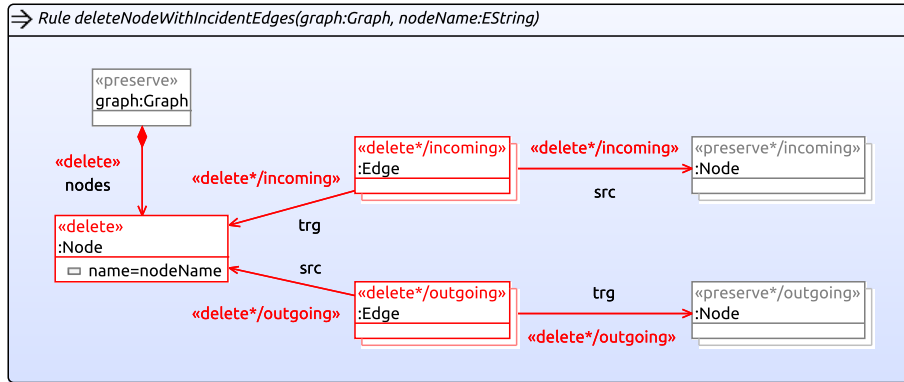 Rule deleteNodeWithIncidentEdges(graph:Graph, nodeName:EString)
«preserve»
graph:Graph
«delete»
nodes
«delete*/incoming»
:Edge
«delete*/incoming»
src
«preserve*/incoming»
:Node
«delete*/incoming»
trg
«delete»
:Node
name=nodeName
src
«delete*/outgoing»
«delete*/outgoing»
:Edge
trg
«delete*/outgoing»
«preserve*/outgoing»
:Node